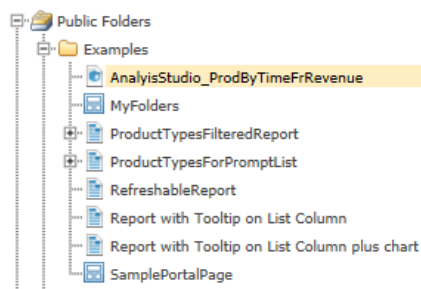 Public Folders
Examples
AnalyisStudio_ProdByTimeFrRevenue
MyFolders
ProductTypesFilteredReport
ProductTypesForPromptList
RefreshableReport
Report with Tooltip on List Column
Report with Tooltip on List Column plus chart
SamplePortalPage